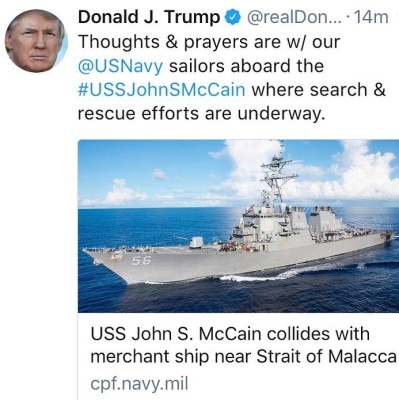 Donald J. Trump @realDon... · 14m
Thoughts & prayers are w/ our
@USNavy sailors aboard the
#USSJohnSMcCain where search &
rescue efforts are underway.
56
USS John S. McCain collides with
merchant ship near Strait of Malacca
cpf.navy.mil